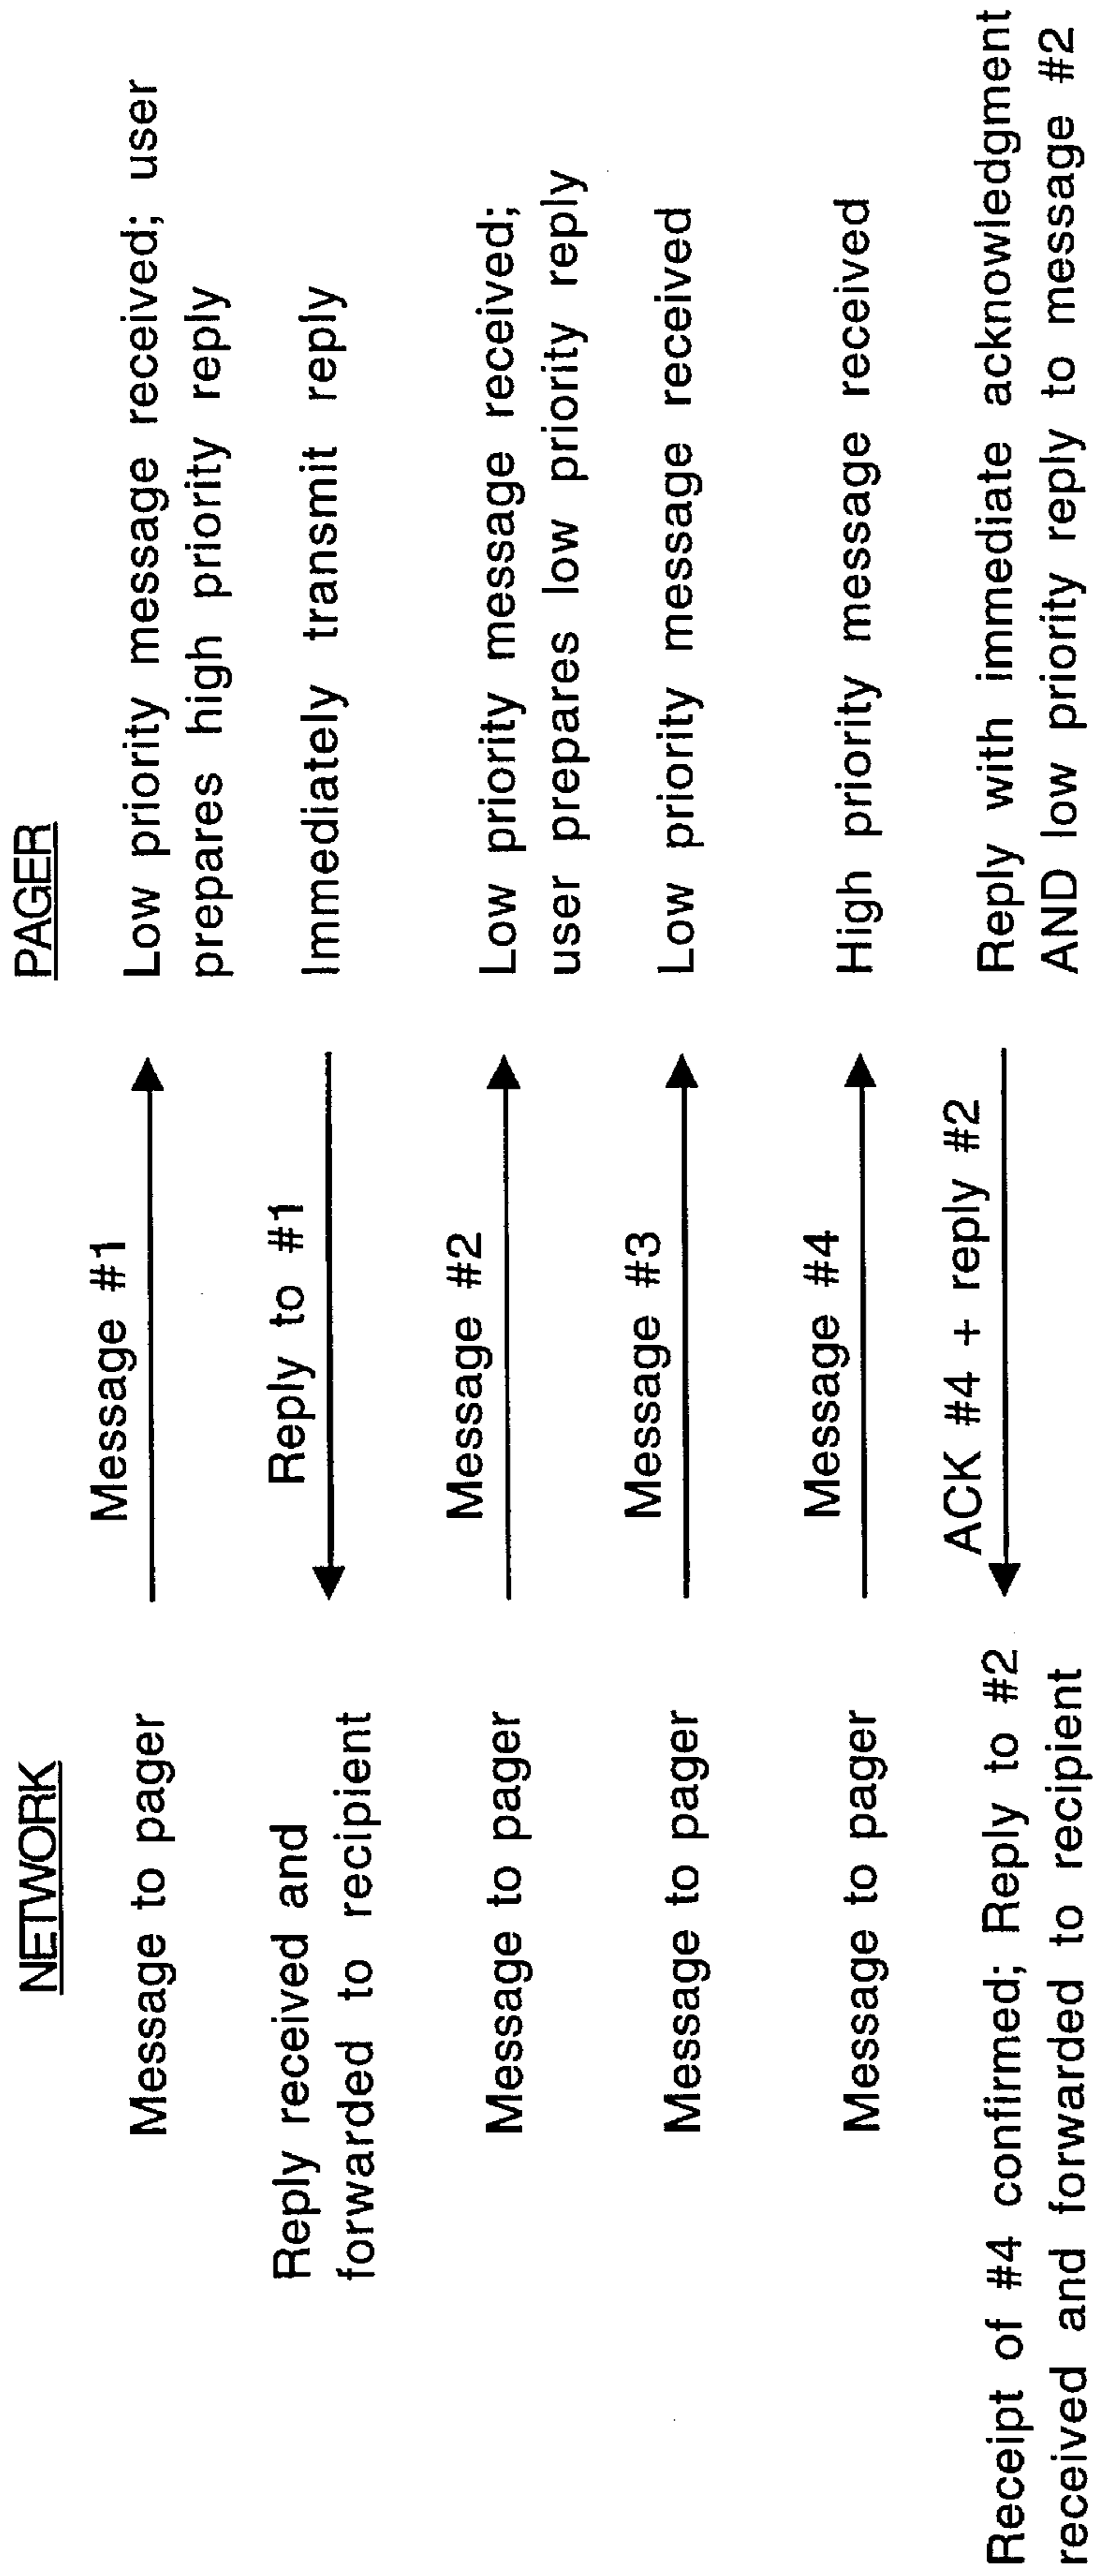 NETWORK
PAGER
Message to pager
Message #1
Low priority message received; user
prepares high priority reply
Reply received and
forwarded to recipient
Reply to #1
Immediately transmit reply
Message to pager
Message #2
Low priority message received;
user prepares low priority reply
Message to pager
Message #3
Low priority message received
Message to pager
Message #4
High priority message received
Receipt of #4 confirmed; Reply to #2
received and forwarded to recipient
ACK #4 + reply #2
Reply with immediate acknowledgment
AND low priority reply to message #2